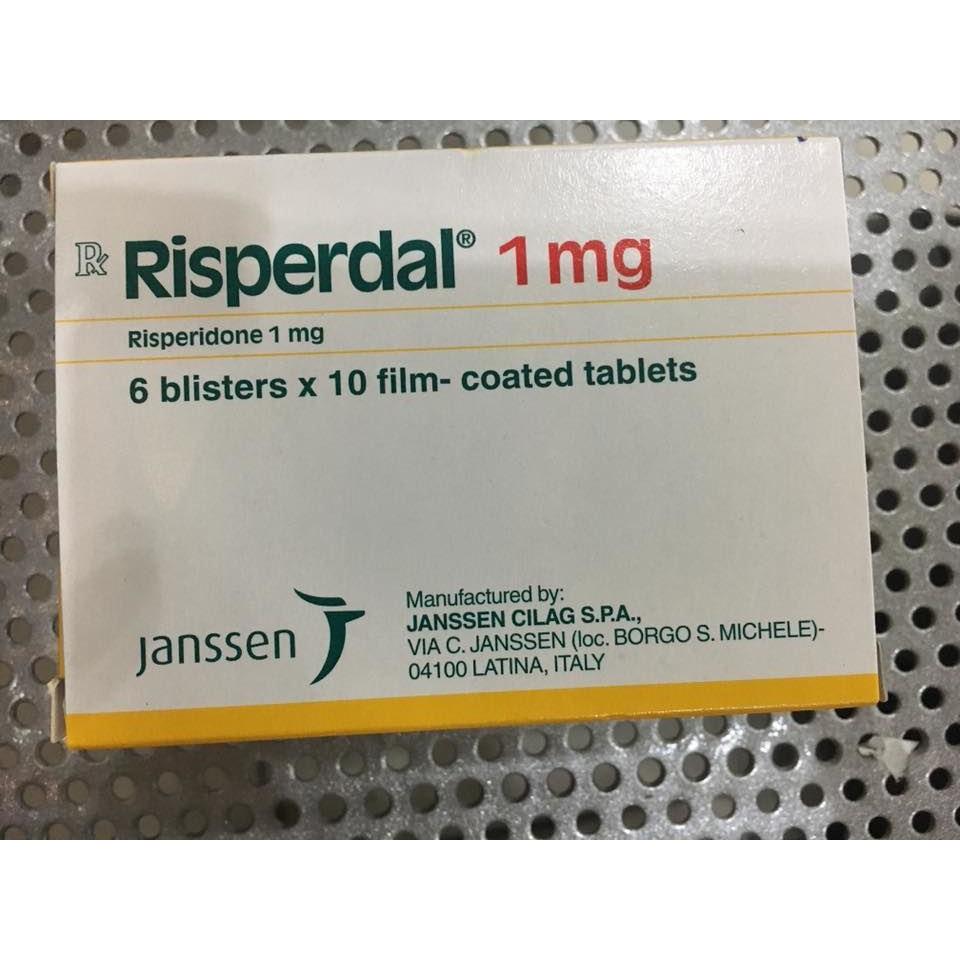 Rx Risperdal® 1 mg
Risperidone 1 mg
6 blisters x 10 film- coated tablets
janssen
Manufactured by:
JANSSEN CILAG S.P.A.,
VIA C. JANSSEN (loc. BORGO S. MICHELE)-
04100 LATINA, ITALY